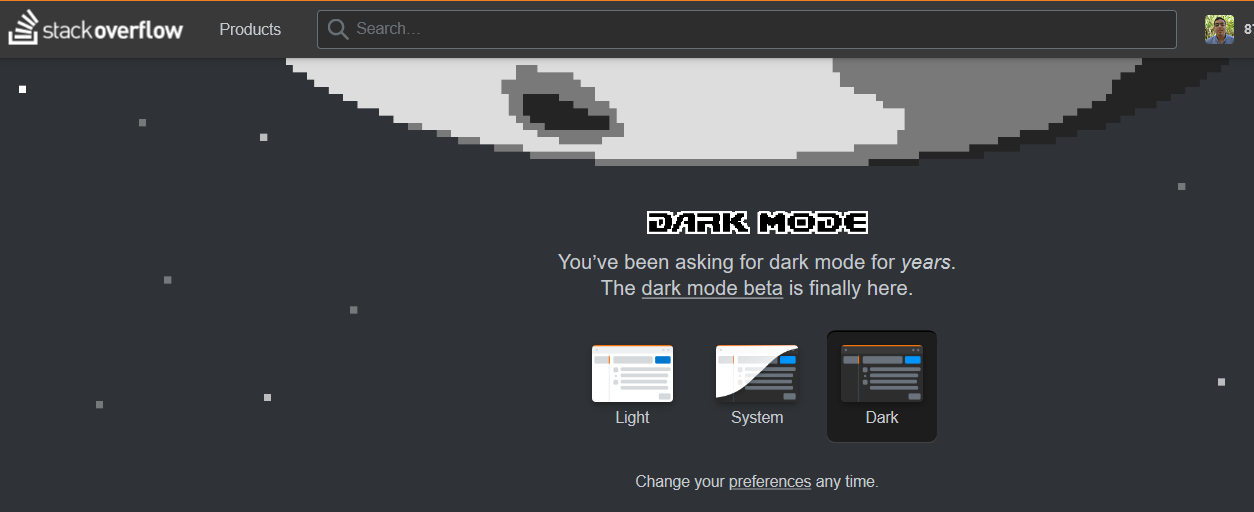 stackoverflow Products Search...
DARK MODE
You've been asking for dark mode for years.
The dark mode beta is finally here.
Light System Dark
Change your preferences any time.